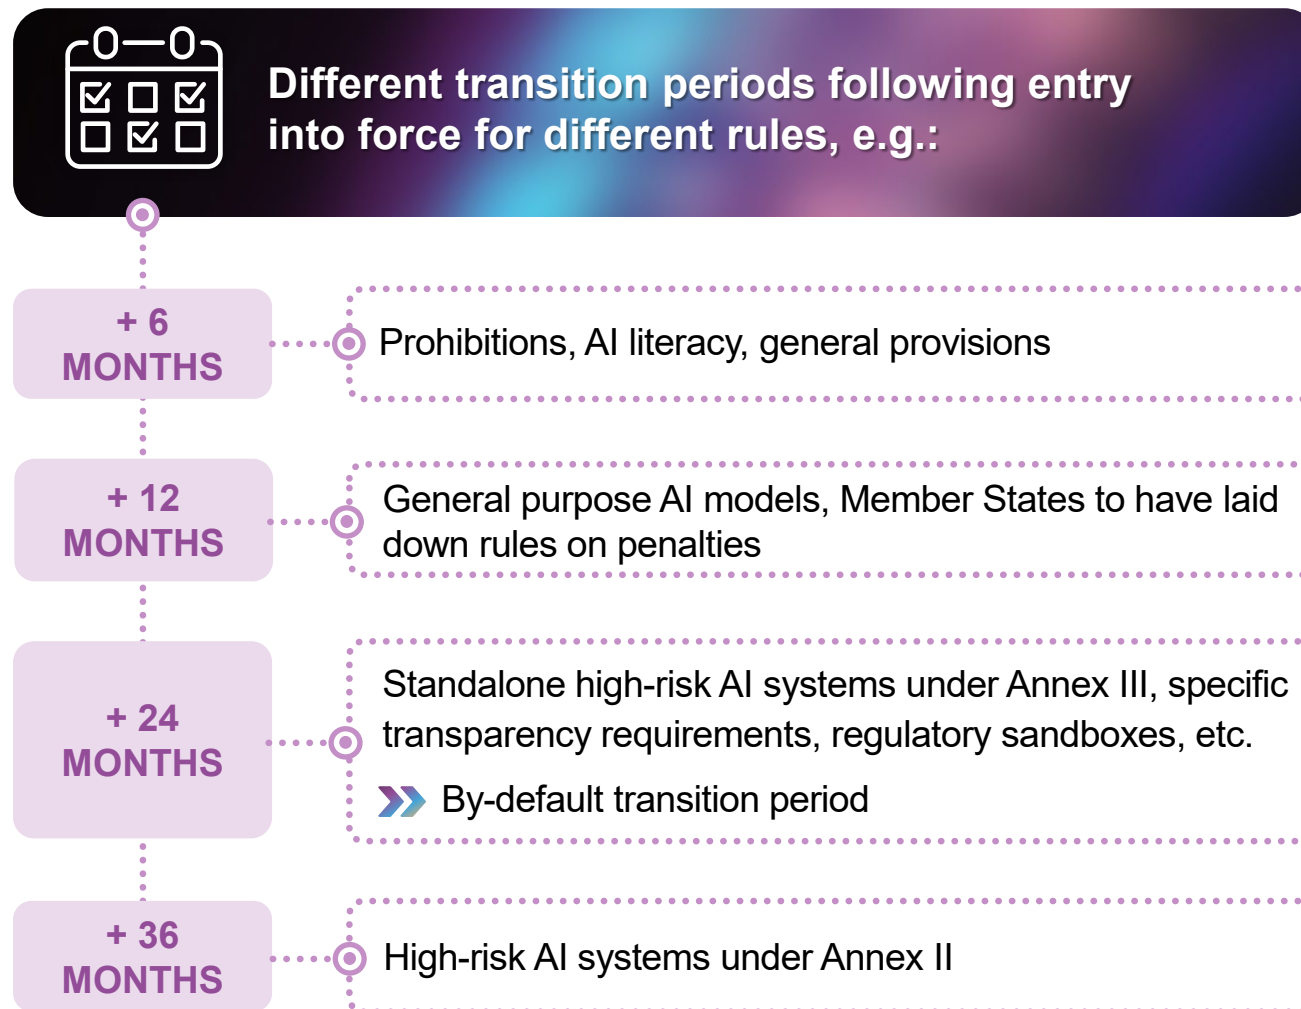 Different transition periods following entry
into force for different rules, e.g.:
+ 6
MONTHS
Prohibitions, AI literacy, general provisions
+ 12
MONTHS
General purpose AI models, Member States to have laid
down rules on penalties
+ 24
MONTHS
Standalone high-risk AI systems under Annex III, specific
transparency requirements, regulatory sandboxes, etc.
By-default transition period
+ 36
MONTHS
High-risk AI systems under Annex II